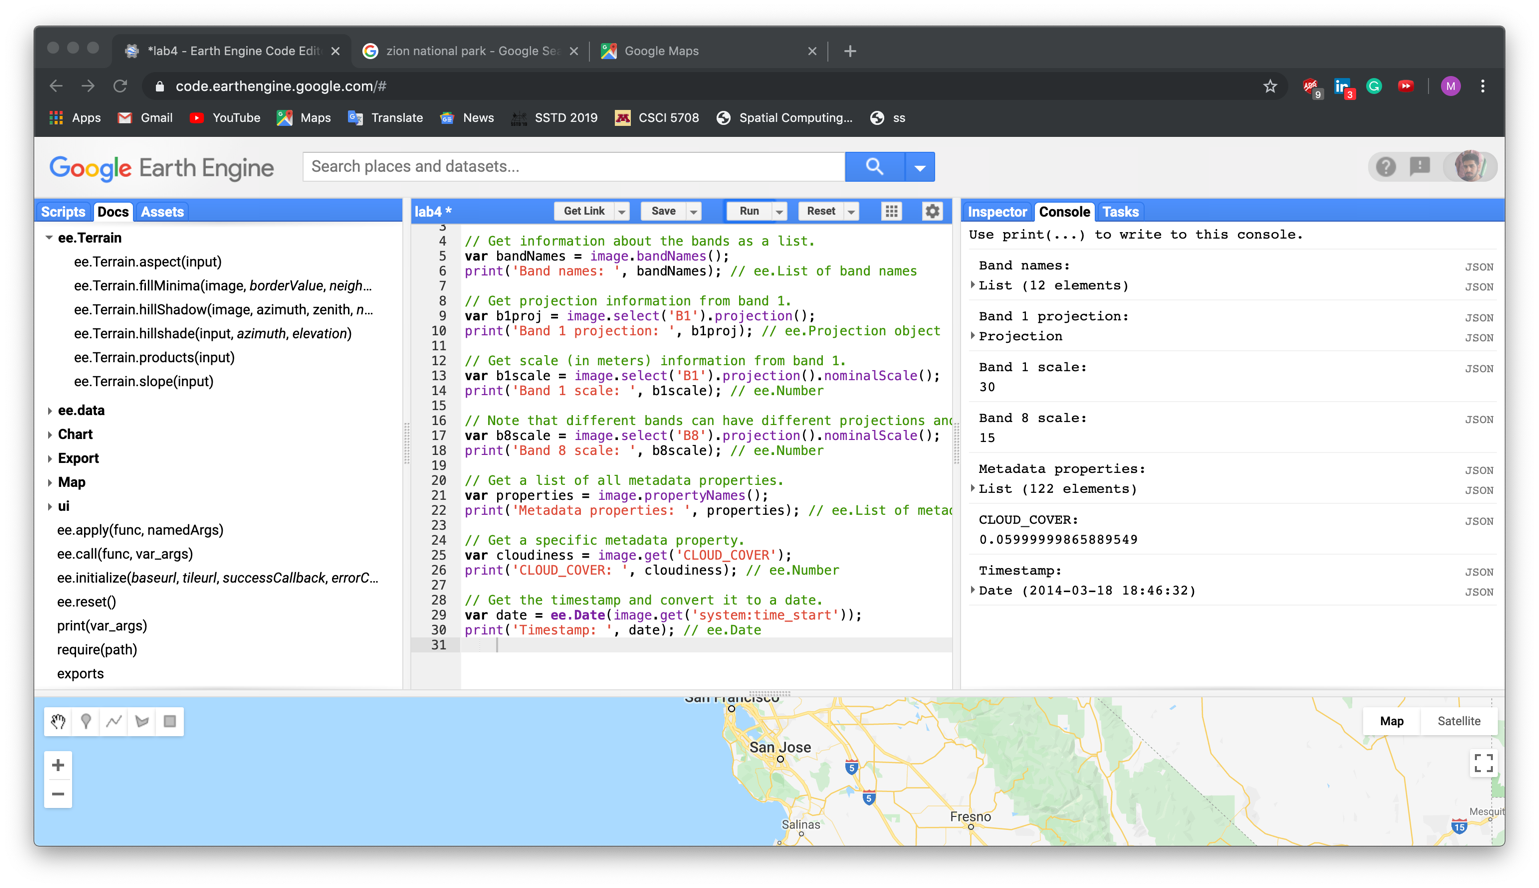 *lab4 - Earth Engine Code Edit
zion national park - Google Sea
Google Maps
code.earthengine.google.com/#
9
3
M
Apps
Gmail
YouTube
Maps
Translate
News
SSTD 2019
CSCI 5708
Spatial Computing...
ss
Google Earth Engine
Search places and datasets...
Scripts
Docs
Assets
ee.Terrain
ee.Terrain.aspect(input)
ee.Terrain.fillMinima(image, borderValue, neigh...
ee.Terrain.hillShadow(image, azimuth, zenith, n...
ee.Terrain.hillshade(input, azimuth, elevation)
ee.Terrain.products(input)
ee.Terrain.slope(input)
ee.data
Chart
Export
Map
ui
ee.apply(func, namedArgs)
ee.call(func, var_args)
ee.initialize(baseurl, tileurl, successCallback, errorC...
ee.reset()
print(var_args)
require(path)
exports
lab4 *
Get Link
Save
Run
Reset
3
4 // Get information about the bands as a list.
5 var bandNames = image.bandNames();
6 print('Band names: ', bandNames); // ee.List of band names
7
8 // Get projection information from band 1.
9 var b1proj = image.select('B1').projection();
10 print('Band 1 projection: ', b1proj); // ee.Projection object
11
12 // Get scale (in meters) information from band 1.
13 var b1scale = image.select('B1').projection().nominalScale();
14 print('Band 1 scale: ', b1scale); // ee.Number
15
16 // Note that different bands can have different projections and
17 var b8scale = image.select('B8').projection().nominalScale();
18 print('Band 8 scale: ', b8scale); // ee.Number
19
20 // Get a list of all metadata properties.
21 var properties = image.propertyNames();
22 print('Metadata properties: ', properties); // ee.List of metad
23
24 // Get a specific metadata property.
25 var cloudiness = image.get('CLOUD_COVER');
26 print('CLOUD_COVER: ', cloudiness); // ee.Number
27
28 // Get the timestamp and convert it to a date.
29 var date = ee.Date(image.get('system:time_start'));
30 print('Timestamp: ', date); // ee.Date
31
Inspector
Console
Tasks
Use print(...) to write to this console.
Band names: JSON
List (12 elements) JSON
Band 1 projection: JSON
Projection JSON
Band 1 scale: JSON
30
Band 8 scale: JSON
15
Metadata properties: JSON
List (122 elements) JSON
CLOUD_COVER: JSON
0.05999999865889549
Timestamp: JSON
Date (2014-03-18 18:46:32) JSON
San Francisco
San Jose
5
5
Salinas
Fresno
Map
Satellite
Mesquit
15